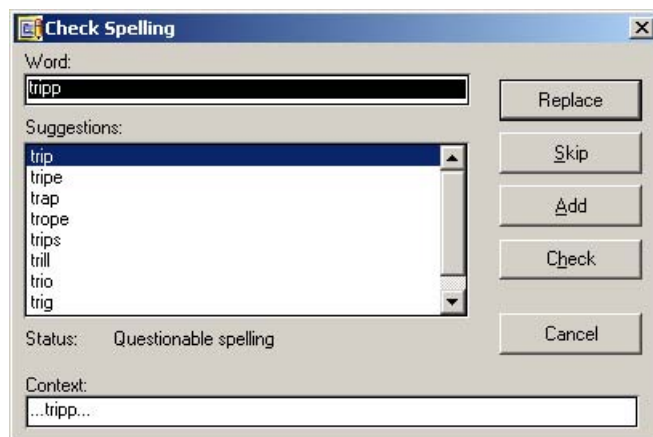 Check Spelling
Word:
tripp
Replace
Suggestions:
trip
tripe
trap
trope
trips
trill
trio
trig
Skip
Add
Check
Status: Questionable spelling
Cancel
Context:
...tripp...